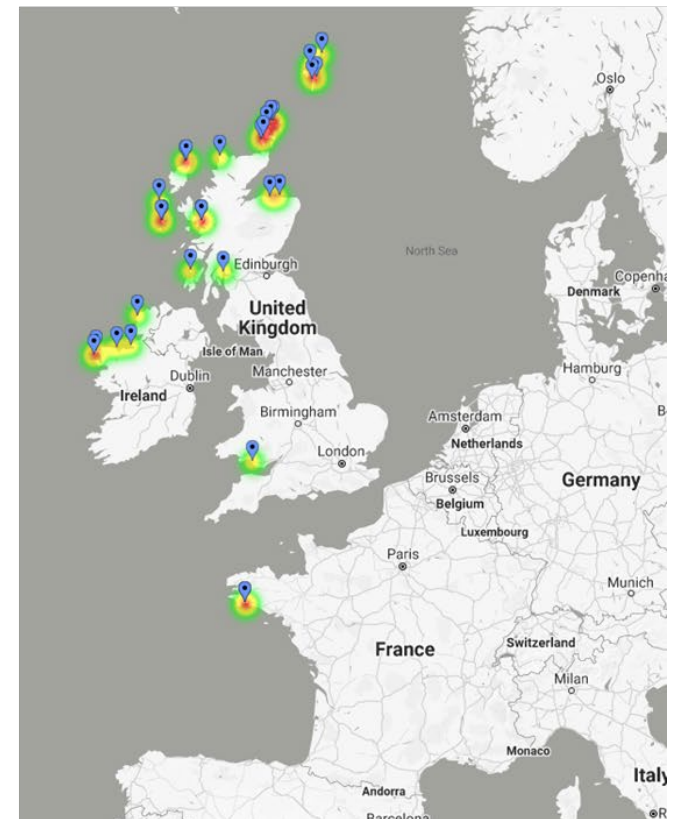 Oslo
North Sea
Edinburgh
Copenha
Denmark
United
Kingdom
Isle of Man
Hamburg
Dublin
Manchester
Ireland
Birmingham
Amsterdam
B
Netherlands
London
Brussels
Germany
Belgium
Luxembourg
Paris
Munich
Switzerland
France
Milan
Monaco
Italy
Andorra
Barcelona
R